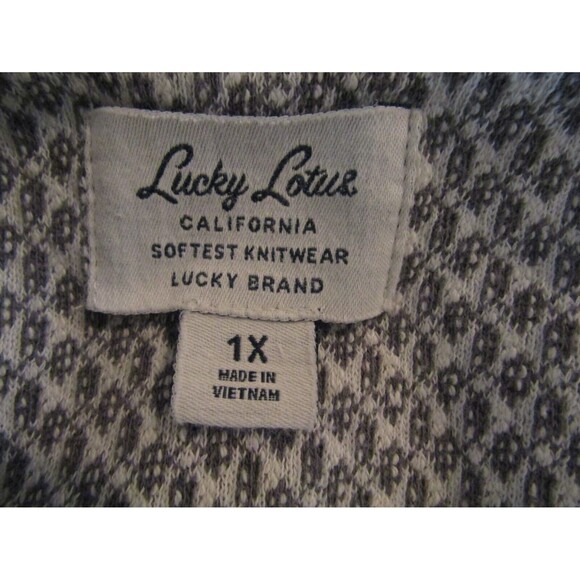 Lucky Lotus
CALIFORNIA
SOFTEST KNITWEAR
LUCKY BRAND
1X
MADE IN
VIETNAM